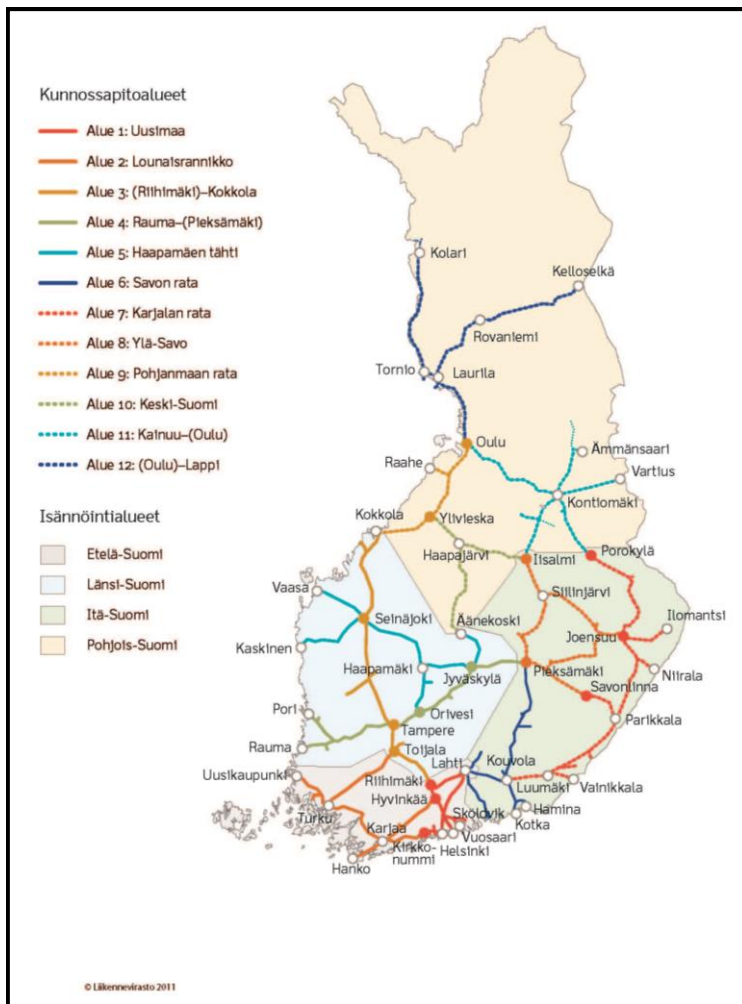 Kunnossapitoalueet
Alue 1: Uusimaa
Alue 2: Lounaisrannikko
Alue 3: (Riihimäki)–Kokkola
Alue 4: Rauma–(Pieksämäki)
Alue 5: Haapamäen tähti
Alue 6: Savon rata
Alue 7: Karjalan rata
Alue 8: Ylä-Savo
Alue 9: Pohjanmaan rata
Alue 10: Keski-Suomi
Alue 11: Kainuu–(Oulu)
Alue 12: (Oulu)–Lappi
Isännöintialueet
Etelä-Suomi
Länsi-Suomi
Itä-Suomi
Pohjois-Suomi
Kolari
Kelloselkä
Rovaniemi
Tornio
Laurila
Oulu
Ämmänsaari
Raahe
Vartius
Kontiomäki
Kokkola
Ylivieska
Haapajärvi
Iisalmi
Porokylä
Vaasa
Siilinjärvi
Seinäjoki
Äänekoski
Ilomantsi
Joensuu
Kaskinen
Haapamäki
Jyväskylä
Pieksämäki
Niirala
Savonlinna
Pori
Orivesi
Parikkala
Tampere
Rauma
Toijala
Lahti
Kouvola
Uusikaupunki
Riihimäki
Luumäki
Vainikkala
Hyvinkää
Turku
Skoldvik
Hamina
Karjaa
Vuosaari
Kotka
Kirkko-
nummi
Helsinki
Hanko
© Liikennevirasto 2011